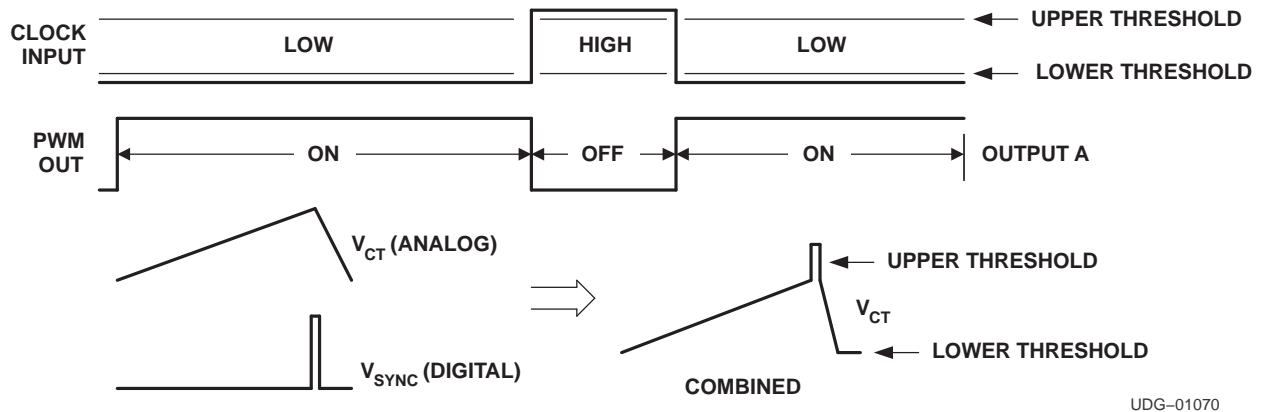 UPPER THRESHOLD
CLOCK
INPUT
LOW
HIGH
LOW
LOWER THRESHOLD
PWM
OUT
ON
OFF
ON
OUTPUT A
VCT (ANALOG)
UPPER THRESHOLD
VCT
VSYNC (DIGITAL)
LOWER THRESHOLD
COMBINED
UDG−01070